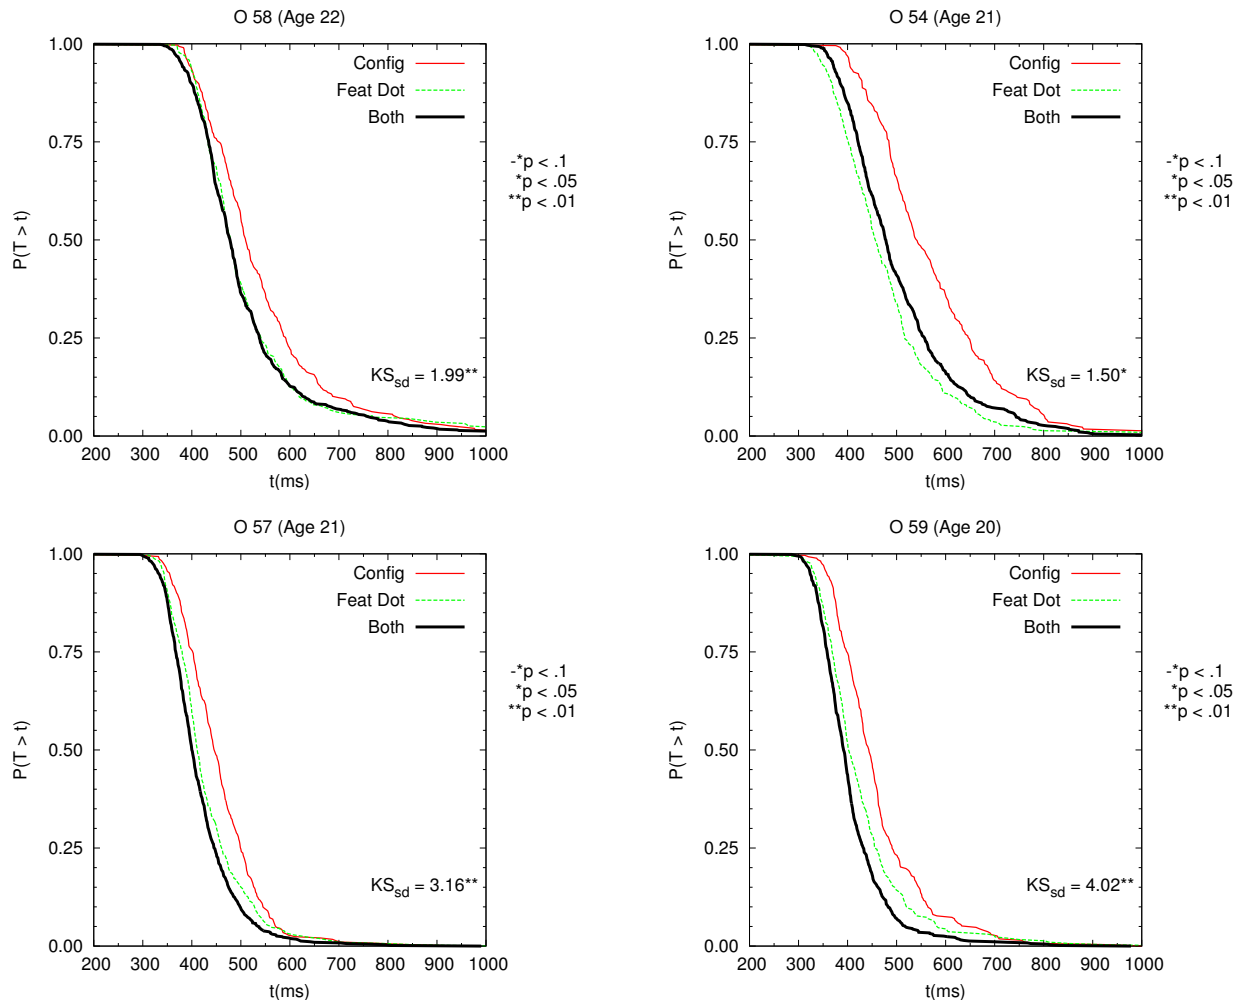 O 58 (Age 22)
1.00
0.75
0.50
0.25
0.00
P(T > t)
Config
Feat Dot
Both
KSsd = 1.99**
200 300 400 500 600 700 800 900 1000
t(ms)
-*p < .1
*p < .05
**p < .01
O 54 (Age 21)
1.00
0.75
0.50
0.25
0.00
P(T > t)
Config
Feat Dot
Both
KSsd = 1.50*
200 300 400 500 600 700 800 900 1000
t(ms)
-*p < .1
*p < .05
**p < .01
O 57 (Age 21)
1.00
0.75
0.50
0.25
0.00
P(T > t)
Config
Feat Dot
Both
KSsd = 3.16**
200 300 400 500 600 700 800 900 1000
t(ms)
-*p < .1
*p < .05
**p < .01
O 59 (Age 20)
1.00
0.75
0.50
0.25
0.00
P(T > t)
Config
Feat Dot
Both
KSsd = 4.02**
200 300 400 500 600 700 800 900 1000
t(ms)
-*p < .1
*p < .05
**p < .01